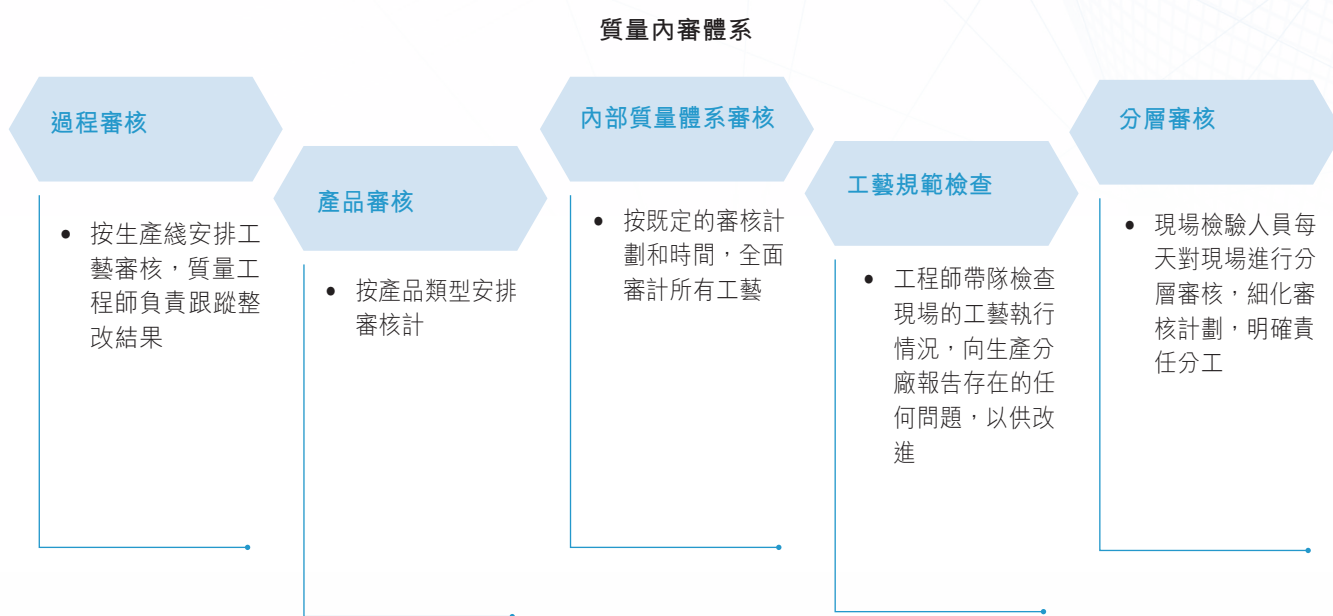 質量內審體系
過程審核
• 按生產綫安排工
藝審核，質量工
程師負責跟蹤整
改結果
產品審核
• 按產品類型安排
審核計
內部質量體系審核
• 按既定的審核計
劃和時間，全面
審計所有工藝
工藝規範檢查
• 工程師帶隊檢查
現場的工藝執行
情況，向生產分
廠報告存在的任
何問題，以供改
進
分層審核
• 現場檢驗人員每
天對現場進行分
層審核，細化審
核計劃，明確責
任分工